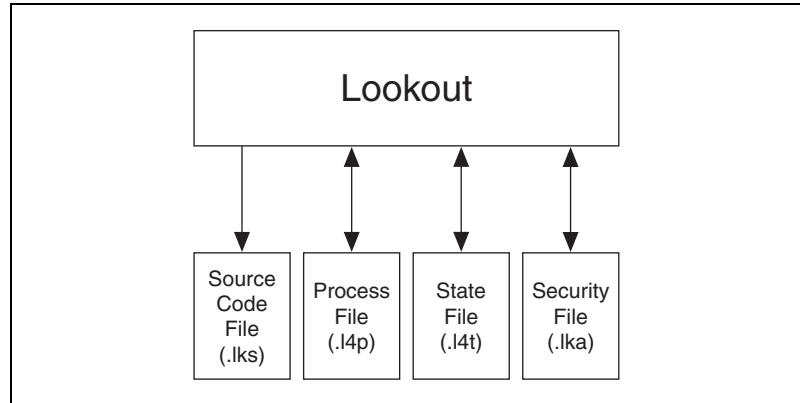 Lookout
Source
Code
File
(.lks)
Process
File
(.l4p)
State
File
(.l4t)
Security
File
(.lka)